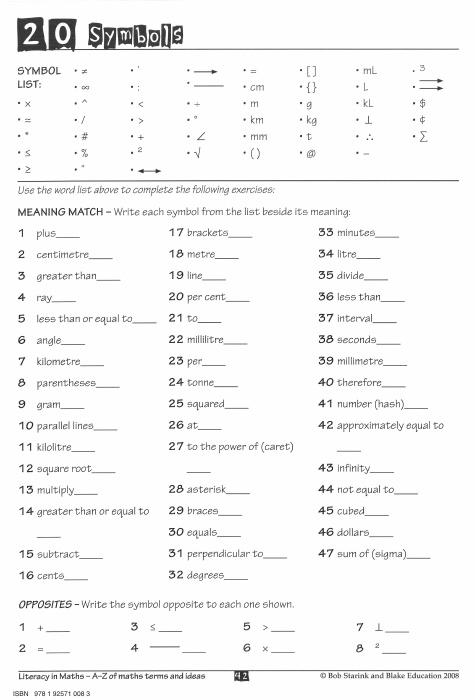 20 Symbols
SYMBOL • ≠ • ' • ⟶ • = • [ ] • mL • ³
LIST: • ∞ • : • —— • cm • { } • L • ⇉
• x • ^ • < • ÷ • m • g • kL • $
• ≃ • / • > • ° • km • kg • ⊥ • ¢
• * • # • + • ∠ • mm • t • ∴ • ∑
• ≤ • % • ² • √ • ( ) • @ • –
• ≥ • " • ⟷
Use the word list above to complete the following exercises:
MEANING MATCH – Write each symbol from the list beside its meaning:
1 plus____
2 centimetre____
3 greater than____
4 ray____
5 less than or equal to____
6 angle____
7 kilometre____
8 parentheses____
9 gram____
10 parallel lines____
11 kilolitre____
12 square root____
13 multiply____
14 greater than or equal to
____
15 subtract____
16 cents____
17 brackets____
18 metre____
19 line____
20 per cent____
21 to____
22 millilitre____
23 per____
24 tonne____
25 squared____
26 at____
27 to the power of (caret)
____
28 asterisk____
29 braces____
30 equals____
31 perpendicular to____
32 degrees____
33 minutes____
34 litre____
35 divide____
36 less than____
37 interval____
38 seconds____
39 millimetre____
40 therefore____
41 number (hash)____
42 approximately equal to
____
43 infinity____
44 not equal to____
45 cubed____
46 dollars____
47 sum of (sigma)____
OPPOSITES – Write the symbol opposite to each one shown.
1 + ____ 3 ≤ ____ 5 > ____ 7 ⊥ ____
2 = ____ 4 —— ____ 6 x ____ 8 ² ____
Literacy in Maths – A–Z of maths terms and ideas 42 © Bob Starink and Blake Education 2008
ISBN 978 1 92571 008 3